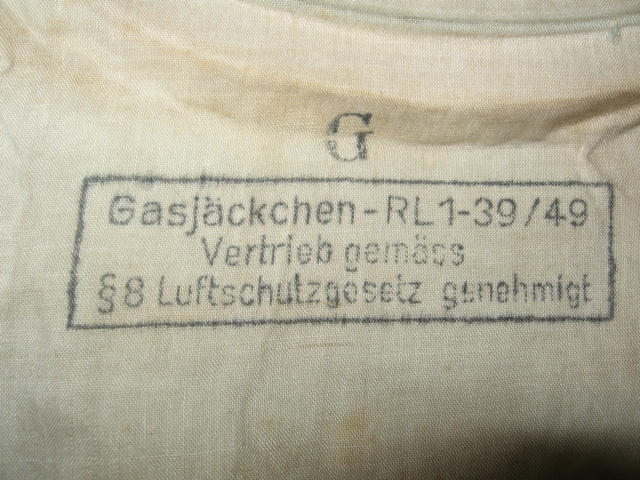 G
Gasjäckchen-RL1-39/49
Vertrieb gemäss
§8 Luftschutzgesetz genehmigt